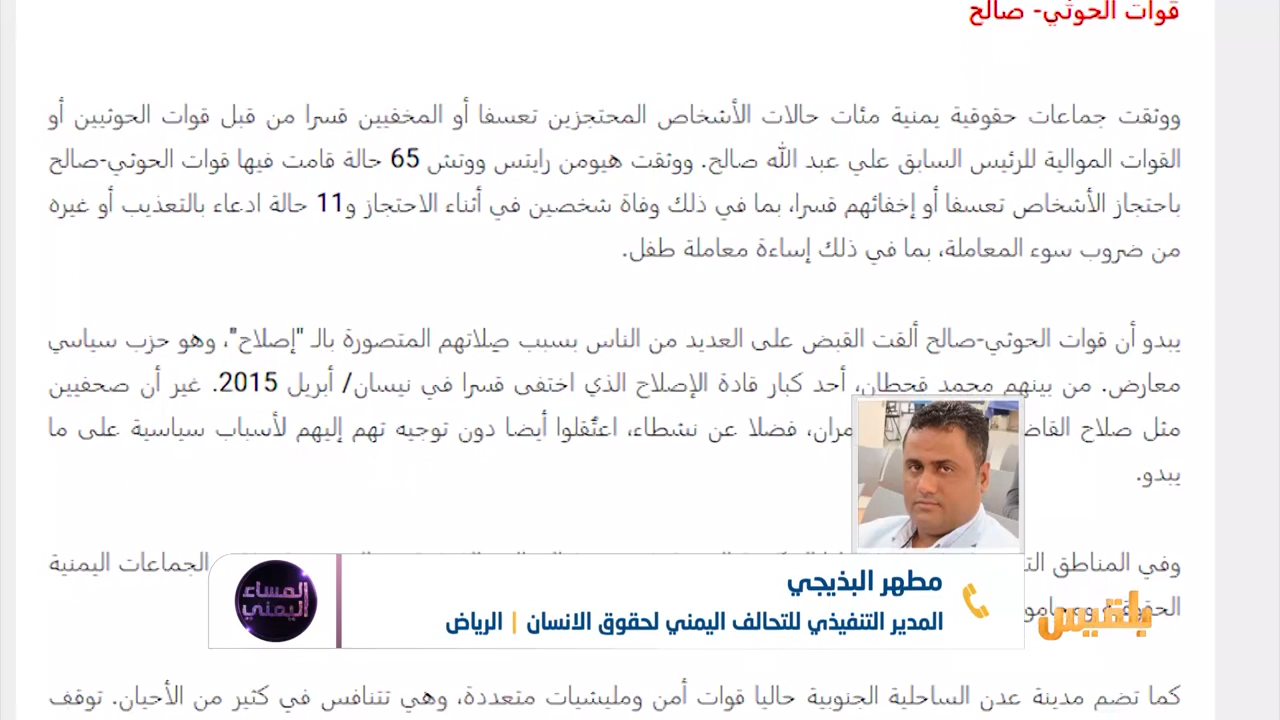 قوات الحوثي- صالح
ووثقت جماعات حقوقية يمنية مئات حالات الأشخاص المحتجزين تعسفا أو المخفيين قسرا من قبل قوات الحوثيين أو
القوات الموالية للرئيس السابق علي عبد الله صالح. ووثقت هيومن رايتس ووتش 65 حالة قامت فيها قوات الحوثي-صالح
باحتجاز الأشخاص تعسفا أو إخفائهم قسرا، بما في ذلك وفاة شخصين في أثناء الاحتجاز و11 حالة ادعاء بالتعذيب أو غيره
من ضروب سوء المعاملة، بما في ذلك إساءة معاملة طفل.
يبدو أن قوات الحوثي-صالح ألقت القبض على العديد من الناس بسبب صِلاتهم المتصورة بالـ "إصلاح"، وهو حزب سياسي
معارض. من بينهم محمد قحطان، أحد كبار قادة الإصلاح الذي اختفى قسرا في نيسان/ أبريل 2015. غير أن صحفيين
مثل صلاح القاض مران، فضلا عن نشطاء، اعتُقلوا أيضا دون توجيه تهم إليهم لأسباب سياسية على ما
يبدو.
وفي المناطق الجماعات اليمنية
مطهر البذيجي
المدير التنفيذي للتحالف اليمني لحقوق الانسان | الرياض
المساء
اليمني
بلقيس
كما تضم مدينة عدن الساحلية الجنوبية حاليا قوات أمن ومليشيات متعددة، وهي تتنافس في كثير من الأحيان. توقف